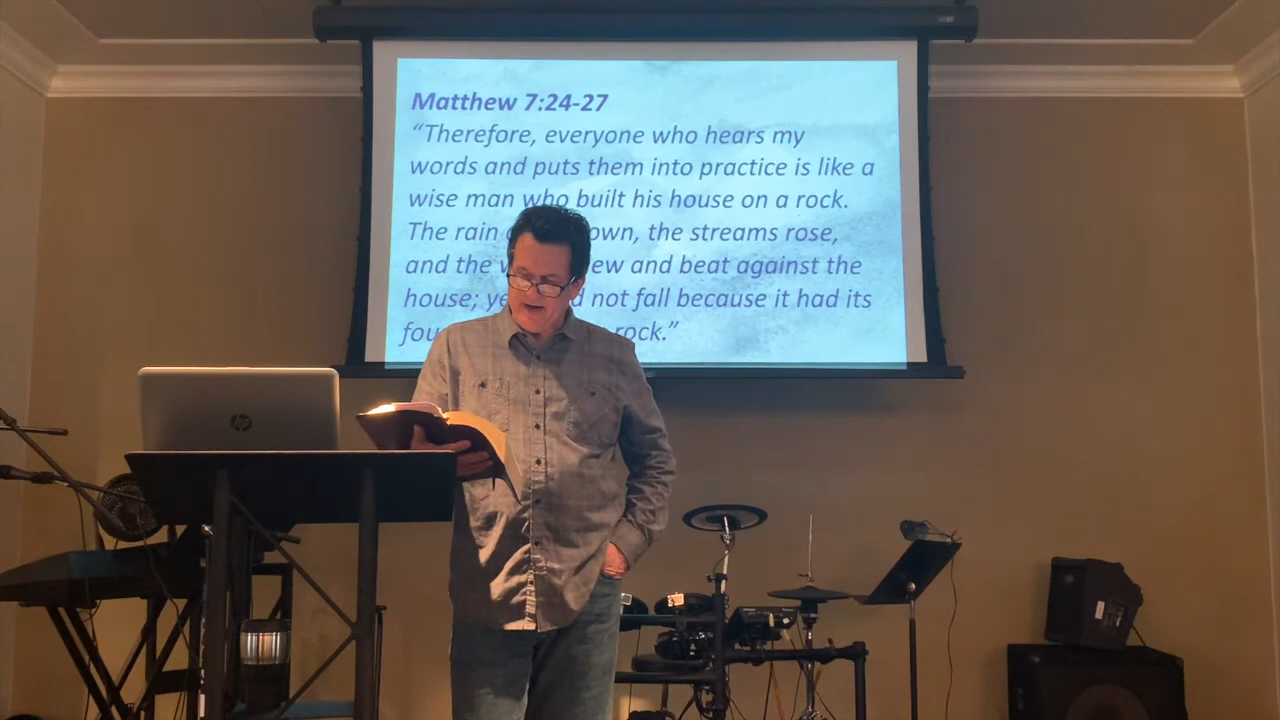 Matthew 7:24-27
“Therefore, everyone who hears my
words and puts them into practice is like a
wise man who built his house on a rock.
The rain own, the streams rose,
and the ew and beat against the
house; not fall because it had its
rock.”
hp